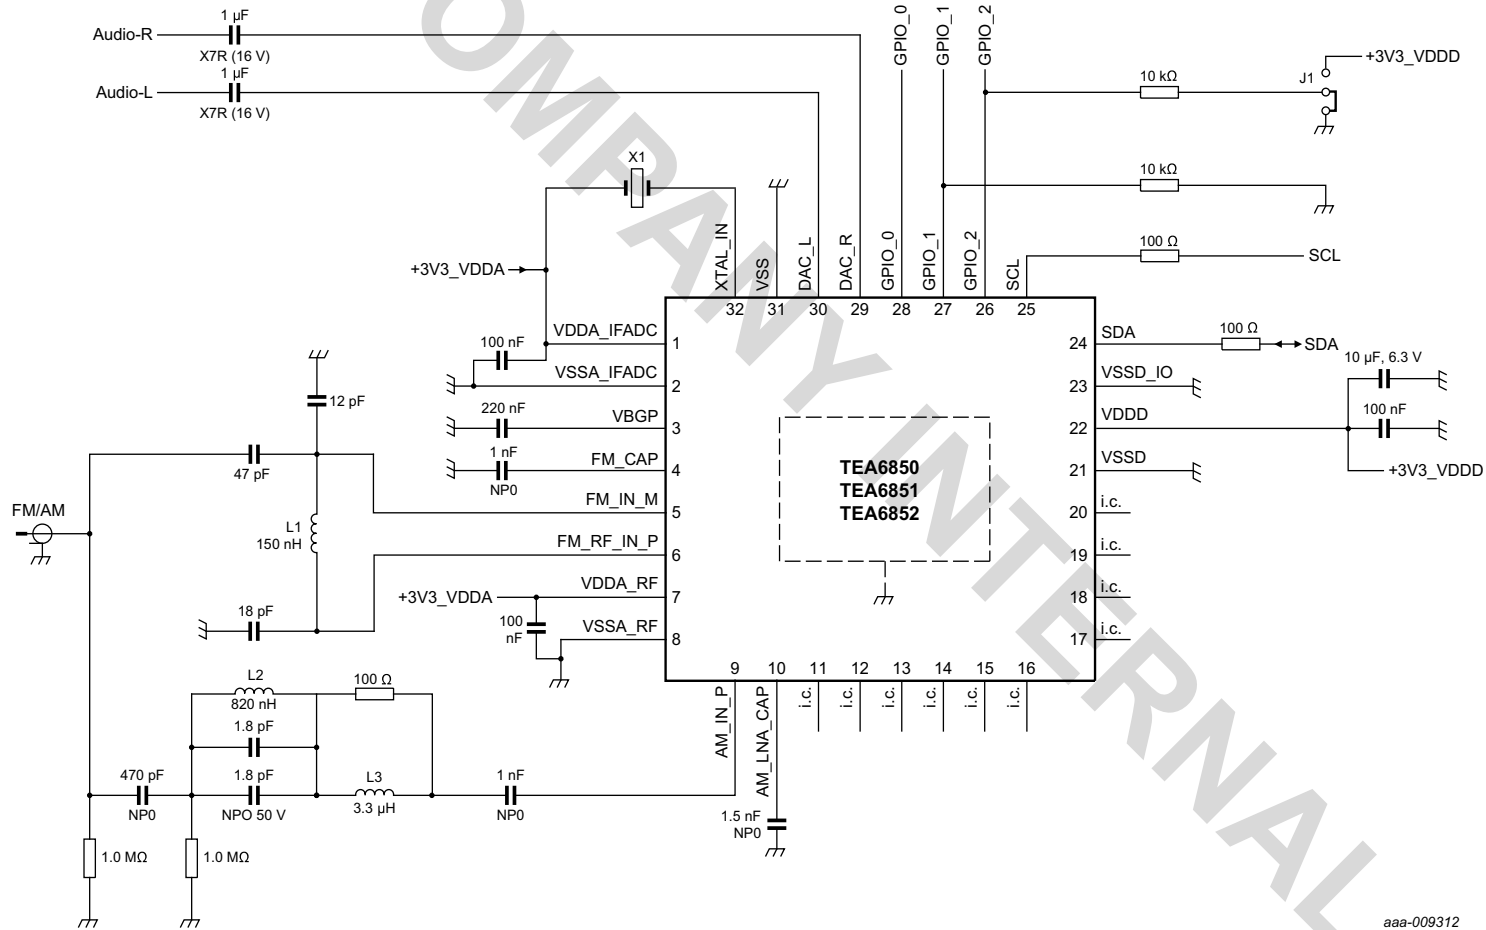 1 µF
Audio-R
X7R (16 V)
1 µF
Audio-L
X7R (16 V)
GPIO_0
GPIO_1
GPIO_2
+3V3_VDDD
J1
10 kΩ
10 kΩ
100 Ω
SCL
X1
+3V3_VDDA
XTAL_IN
VSS
DAC_L
DAC_R
GPIO_0
GPIO_1
GPIO_2
SCL
32
31
30
29
28
27
26
25
VDDA_IFADC
1
100 nF
VSSA_IFADC
2
220 nF
VBGP
3
1 nF
FM_CAP
4
NP0
FM_IN_M
5
FM_RF_IN_P
6
+3V3_VDDA
VDDA_RF
7
100
nF
VSSA_RF
8
TEA6850
TEA6851
TEA6852
24
SDA
100 Ω
SDA
23
VSSD_IO
10 µF, 6.3 V
22
VDDD
100 nF
21
VSSD
+3V3_VDDD
20
i.c.
19
i.c.
18
i.c.
17
i.c.
12 pF
47 pF
FM/AM
L1
150 nH
18 pF
9
10
11
12
13
14
15
16
AM_IN_P
AM_LNA_CAP
i.c.
i.c.
i.c.
i.c.
i.c.
i.c.
L2
820 nH
100 Ω
1.8 pF
470 pF
NP0
1.8 pF
NPO 50 V
L3
3.3 µH
1 nF
NP0
1.5 nF
NP0
1.0 MΩ
1.0 MΩ
OMPANY INTERNAL
aaa-009312